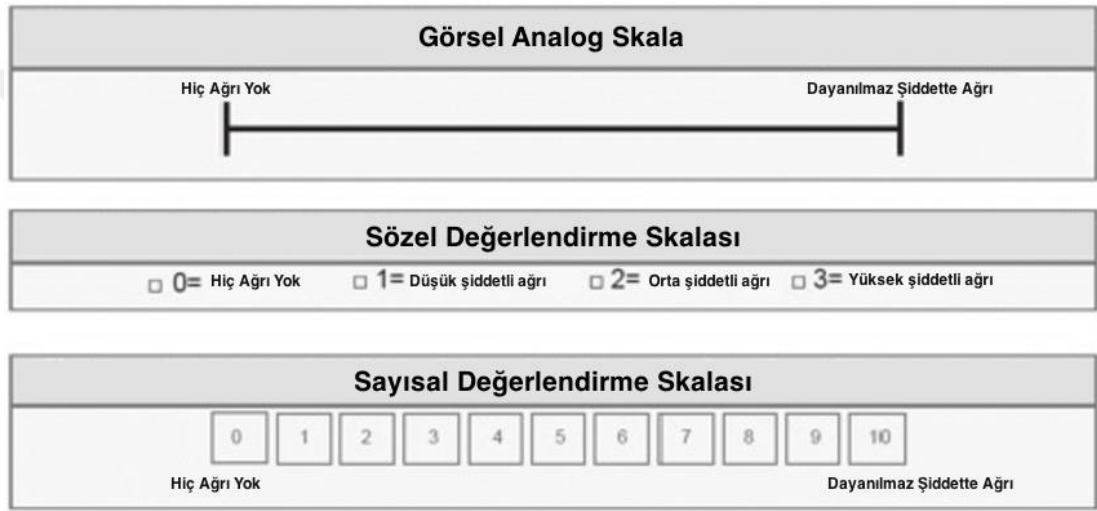 Görsel Analog Skala
Hiç Ağrı Yok Dayanılmaz Şiddette Ağrı
Sözel Değerlendirme Skalası
0= Hiç Ağrı Yok 1= Düşük şiddetli ağrı 2= Orta şiddetli ağrı 3= Yüksek şiddetli ağrı
Sayısal Değerlendirme Skalası
0 1 2 3 4 5 6 7 8 9 10
Hiç Ağrı Yok Dayanılmaz Şiddette Ağrı